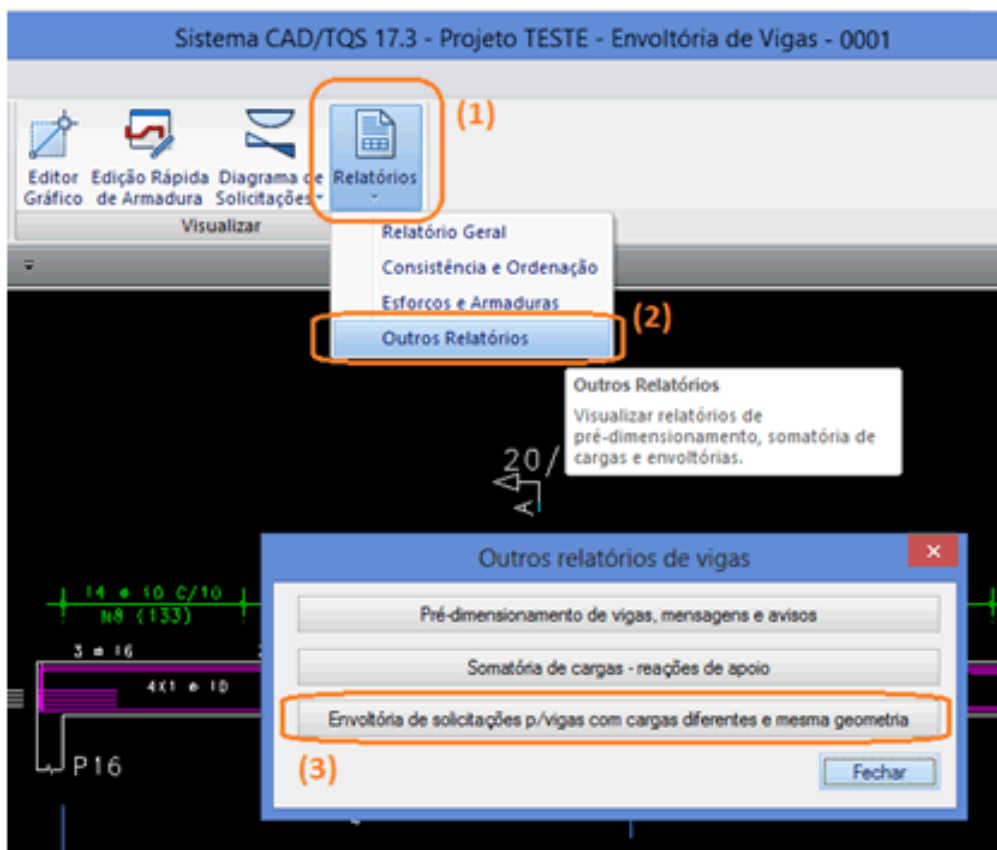 Sistema CAD/TQS 17.3 - Projeto TESTE - Envoltória de Vigas - 0001
(1)
Editor Gráfico
Edição Rápida de Armadura
Diagrama de Solicitações
Relatórios
Visualizar
Relatório Geral
Consistência e Ordenação
Esforços e Armaduras
Outros Relatórios
(2)
Outros Relatórios
Visualizar relatórios de
pré-dimensionamento, somatória de
cargas e envoltórias.
20/
A
Outros relatórios de vigas
Pré-dimensionamento de vigas, mensagens e avisos
Somatória de cargas - reações de apoio
Envoltória de solicitações p/vigas com cargas diferentes e mesma geometria
(3)
Fechar
14 ø 10 C/10
N8 (133)
3 ø 16
4X1 ø 10
P16